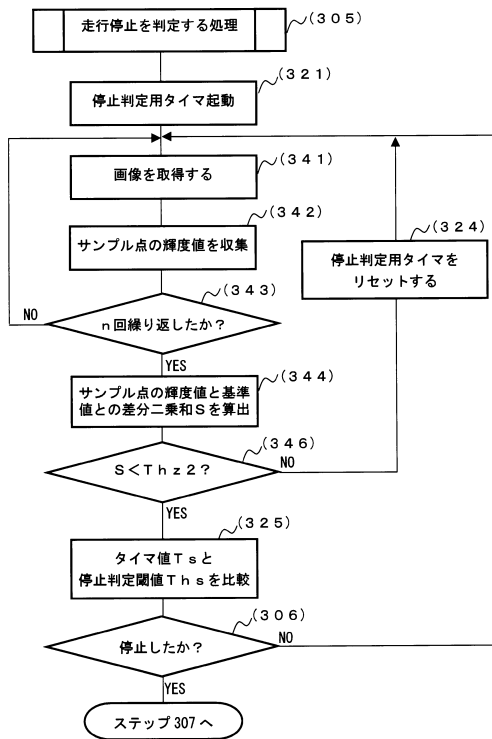 走行停止を判定する処理
(305)
(321)
停止判定用タイマ起動
(341)
画像を取得する
(342)
サンプル点の輝度値を収集
(324)
停止判定用タイマを
リセットする
(343)
n回繰り返したか?
NO
YES
(344)
サンプル点の輝度値と基準
値との差分二乗和Sを算出
(346)
S<Thz2?
NO
YES
(325)
タイマ値Tsと
停止判定閾値Thsを比較
(306)
停止したか?
NO
YES
ステップ307へ